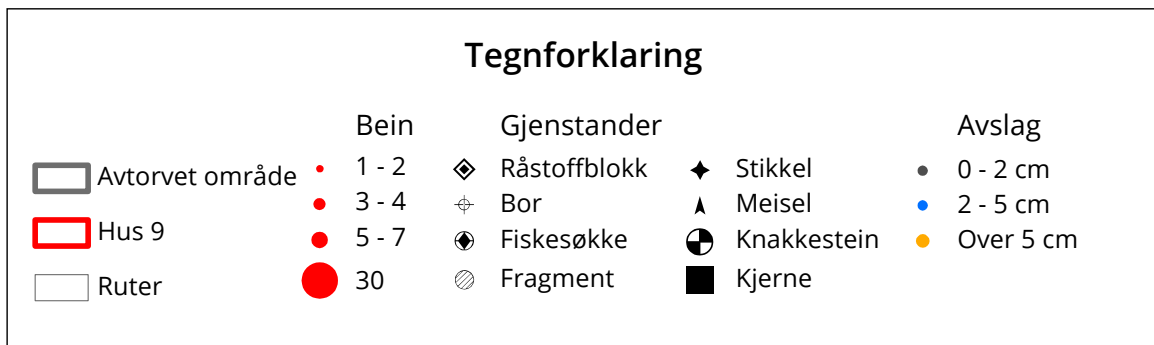 Tegnforklaring
Bein Gjenstander Avslag
Avtorvet område 1 - 2 Råstoffblokk Stikkel 0 - 2 cm
Hus 9 3 - 4 Bor Meisel 2 - 5 cm
5 - 7 Fiskesøkke Knakkestein Over 5 cm
Ruter 30 Fragment Kjerne